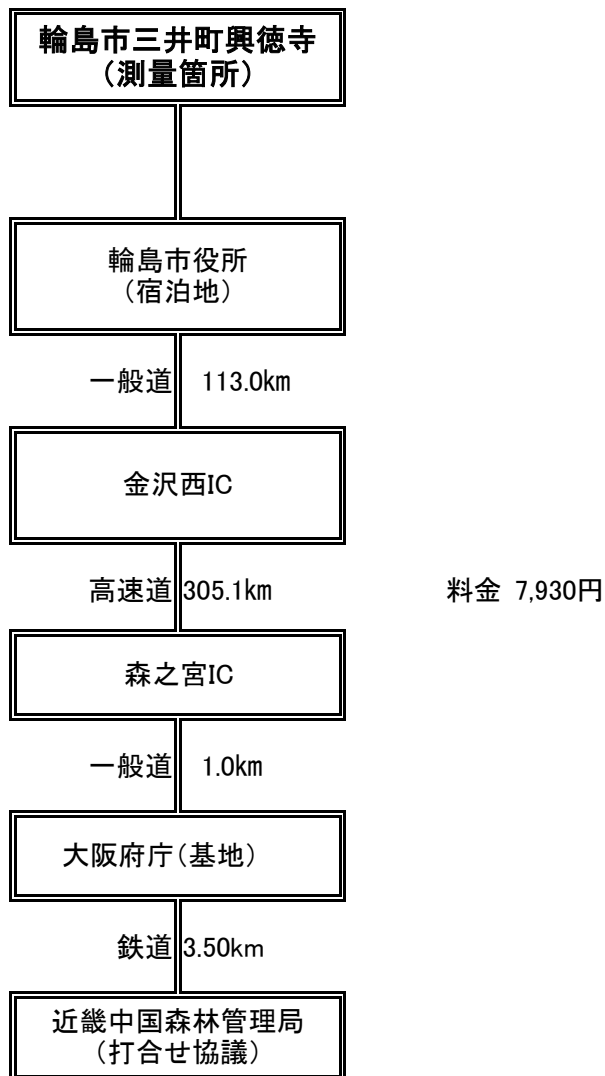 輪島市三井町興徳寺
（測量箇所）
輪島市役所
（宿泊地）
一般道 113.0km
金沢西IC
高速道 305.1km 料金 7,930円
森之宮IC
一般道 1.0km
大阪府庁（基地）
鉄道 3.50km
近畿中国森林管理局
（打合せ協議）